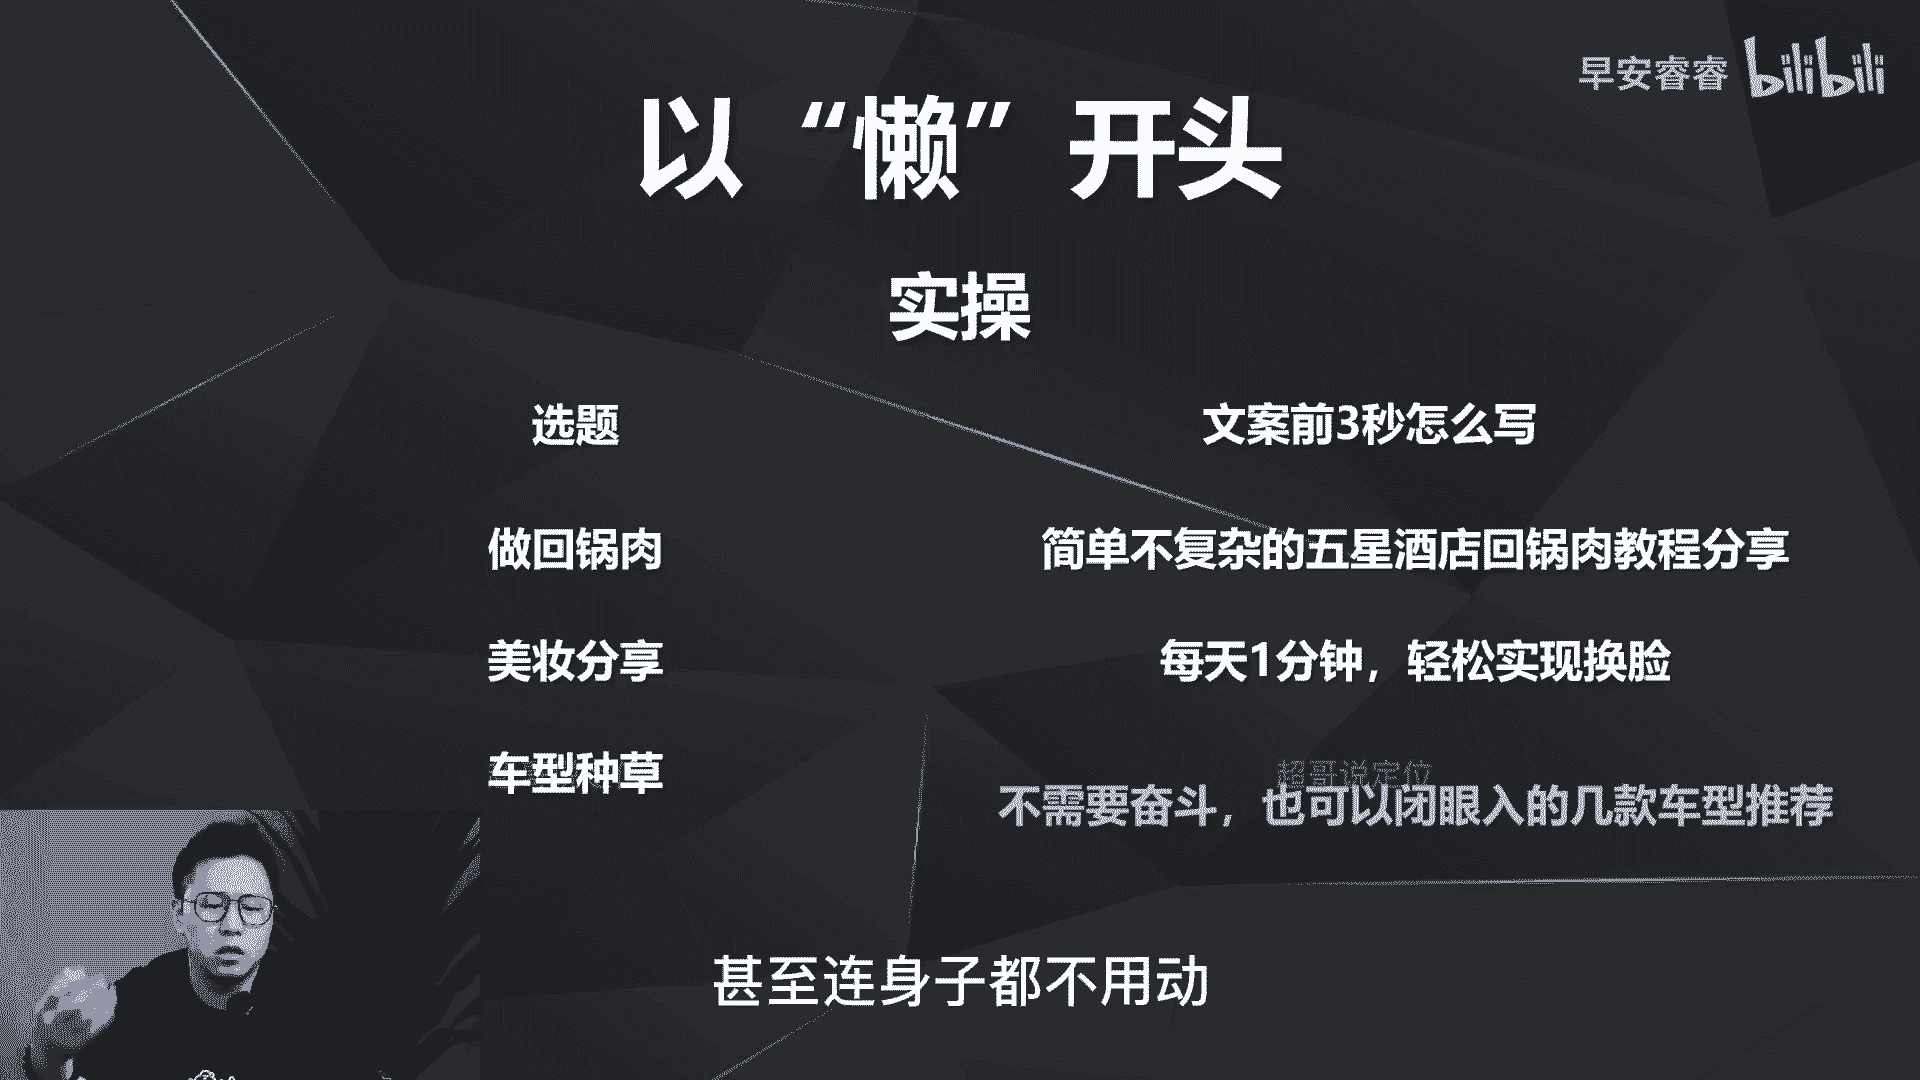 早安睿睿 bilibili
以“懒”开头
实操
选题 文案前3秒怎么写
做回锅肉 简单不复杂的五星酒店回锅肉教程分享
美妆分享 每天1分钟，轻松实现换脸
车型种草
超哥说定位
不需要奋斗，也可以闭眼入的几款车型推荐
甚至连身子都不用动